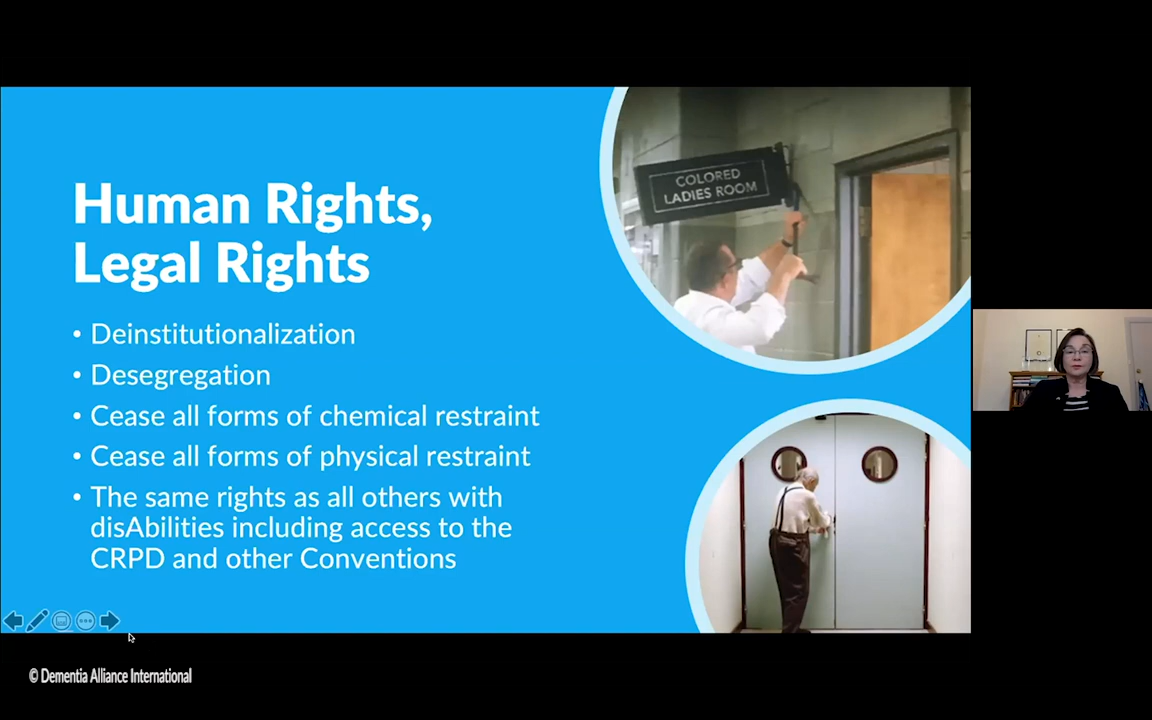 Human Rights,
Legal Rights
• Deinstitutionalization
• Desegregation
• Cease all forms of chemical restraint
• Cease all forms of physical restraint
• The same rights as all others with
disAbilities including access to the
CRPD and other Conventions
COLORED
LADIES ROOM
© Dementia Alliance International